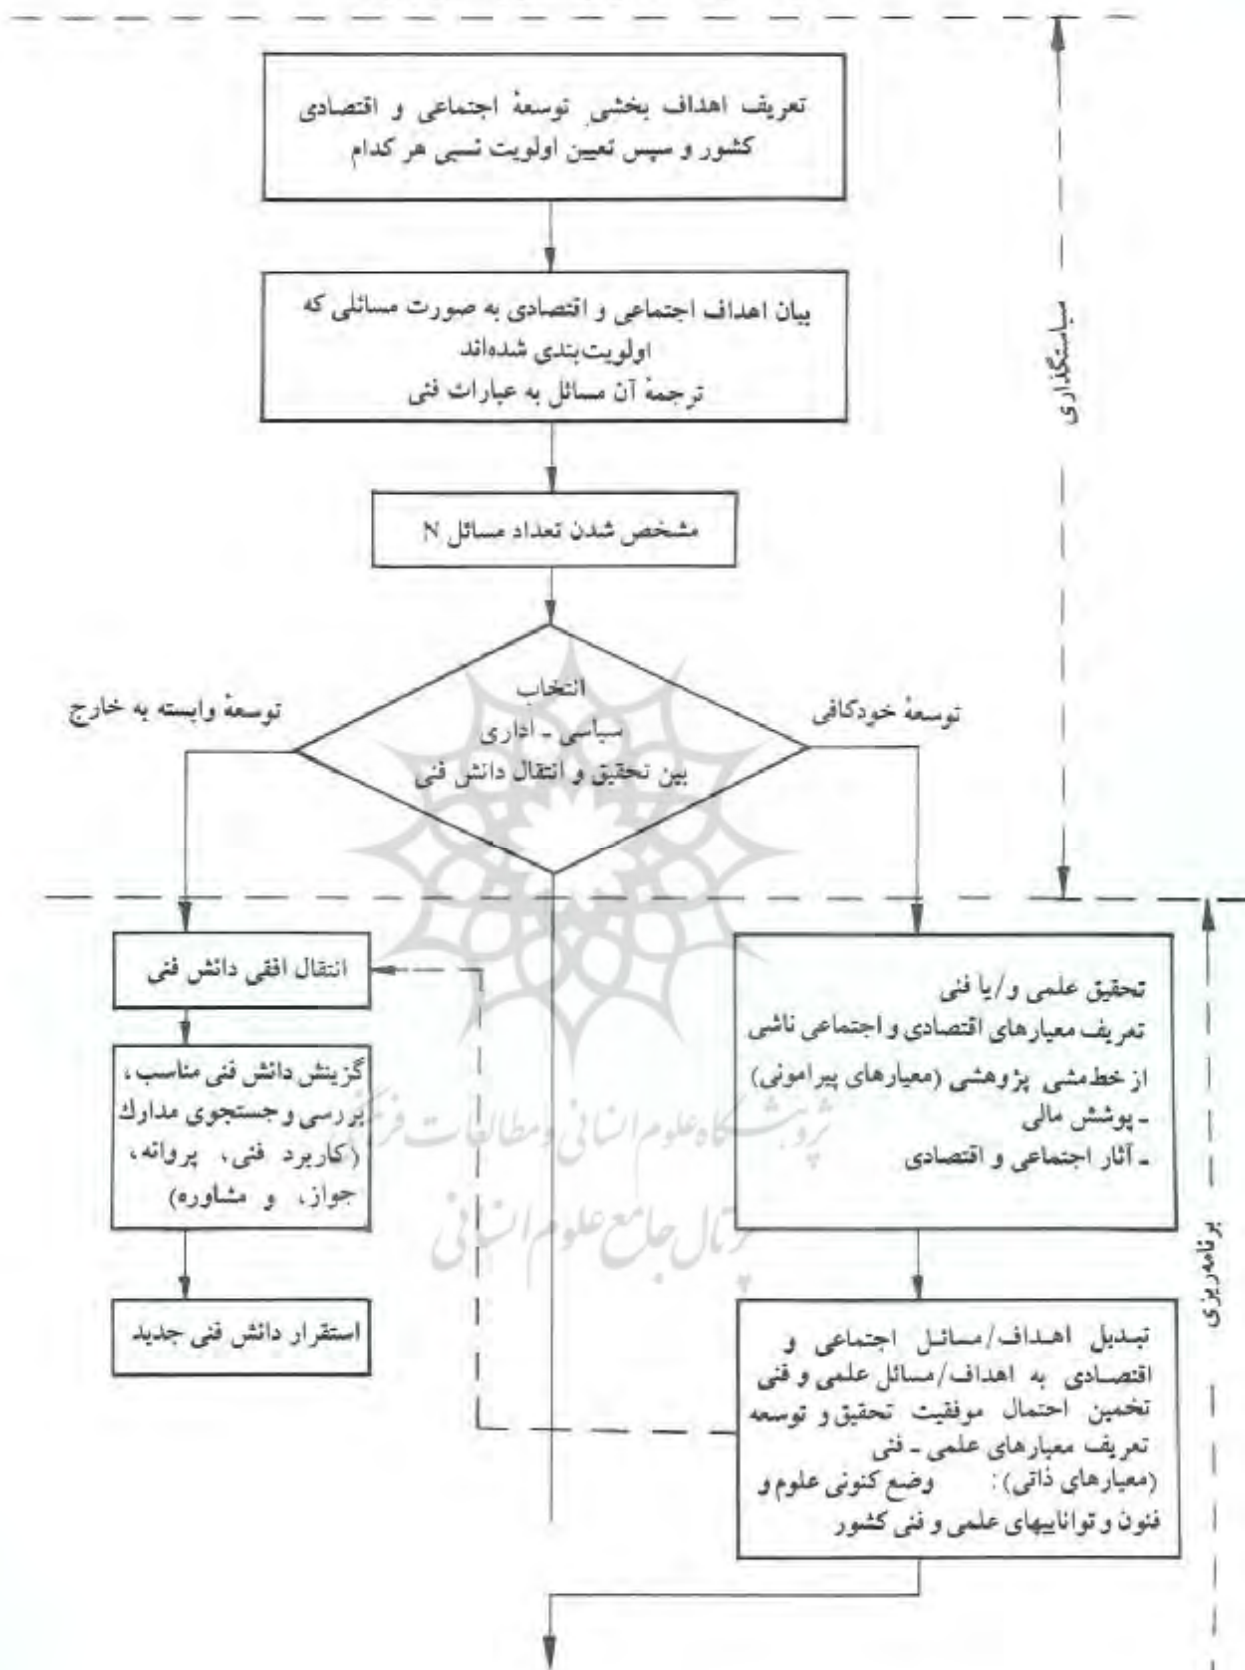 تعریف اهداف بخشی توسعهٔ اجتماعی و اقتصادی
کشور و سپس تعیین اولویت نسبی هر کدام
بیان اهداف اجتماعی و اقتصادی به صورت مسائلی که
اولویت‌بندی شده‌اند
ترجمهٔ آن مسائل به عبارات فنی
مشخص شدن تعداد مسائل N
سیاستگذاری
انتخاب
سیاسی ـ اداری
بین تحقیق و انتقال دانش فنی
توسعهٔ خودکافی
توسعهٔ وابسته به خارج
تحقیق علمی و/یا فنی
تعریف معیارهای اقتصادی و اجتماعی ناشی
از خط‌مشی پژوهشی (معیارهای پیرامونی)
ـ پوشش مالی
ـ آثار اجتماعی و اقتصادی
انتقال افقی دانش فنی
گزینش دانش فنی مناسب،
بررسی و جستجوی مدارك
(کاربرد فنی، پروانه،
جواز، و مشاوره)
استقرار دانش فنی جدید
تبدیل اهداف/مسائل اجتماعی و
اقتصادی به اهداف/مسائل علمی و فنی
تخمین احتمال موفقیت تحقیق و توسعه
تعریف معیارهای علمی ـ فنی
(معیارهای ذاتی): وضع کنونی علوم و
فنون و تواناییهای علمی و فنی کشور
برنامه‌ریزی
پژوهشگاه علوم انسانی و مطالعات فرهنگی
پرتال جامع علوم انسانی